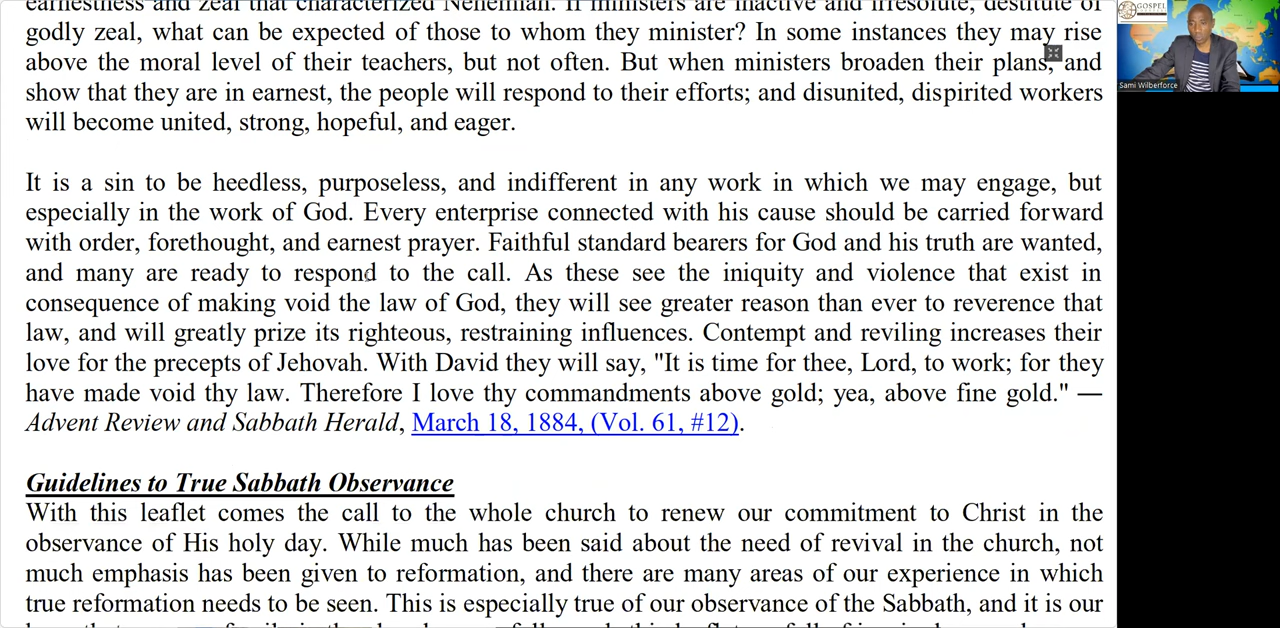 earnestness and zeal that characterized Nehemiah. If ministers are inactive and irresolute, destitute of
godly zeal, what can be expected of those to whom they minister? In some instances they may rise
above the moral level of their teachers, but not often. But when ministers broaden their plans, and
show that they are in earnest, the people will respond to their efforts; and disunited, dispirited workers
will become united, strong, hopeful, and eager.
It is a sin to be heedless, purposeless, and indifferent in any work in which we may engage, but
especially in the work of God. Every enterprise connected with his cause should be carried forward
with order, forethought, and earnest prayer. Faithful standard bearers for God and his truth are wanted,
and many are ready to respond to the call. As these see the iniquity and violence that exist in
consequence of making void the law of God, they will see greater reason than ever to reverence that
law, and will greatly prize its righteous, restraining influences. Contempt and reviling increases their
love for the precepts of Jehovah. With David they will say, "It is time for thee, Lord, to work; for they
have made void thy law. Therefore I love thy commandments above gold; yea, above fine gold." —
Advent Review and Sabbath Herald, March 18, 1884, (Vol. 61, #12).
Guidelines to True Sabbath Observance
With this leaflet comes the call to the whole church to renew our commitment to Christ in the
observance of His holy day. While much has been said about the need of revival in the church, not
much emphasis has been given to reformation, and there are many areas of our experience in which
true reformation needs to be seen. This is especially true of our observance of the Sabbath, and it is our
GOSPEL
Sami Wilberforce